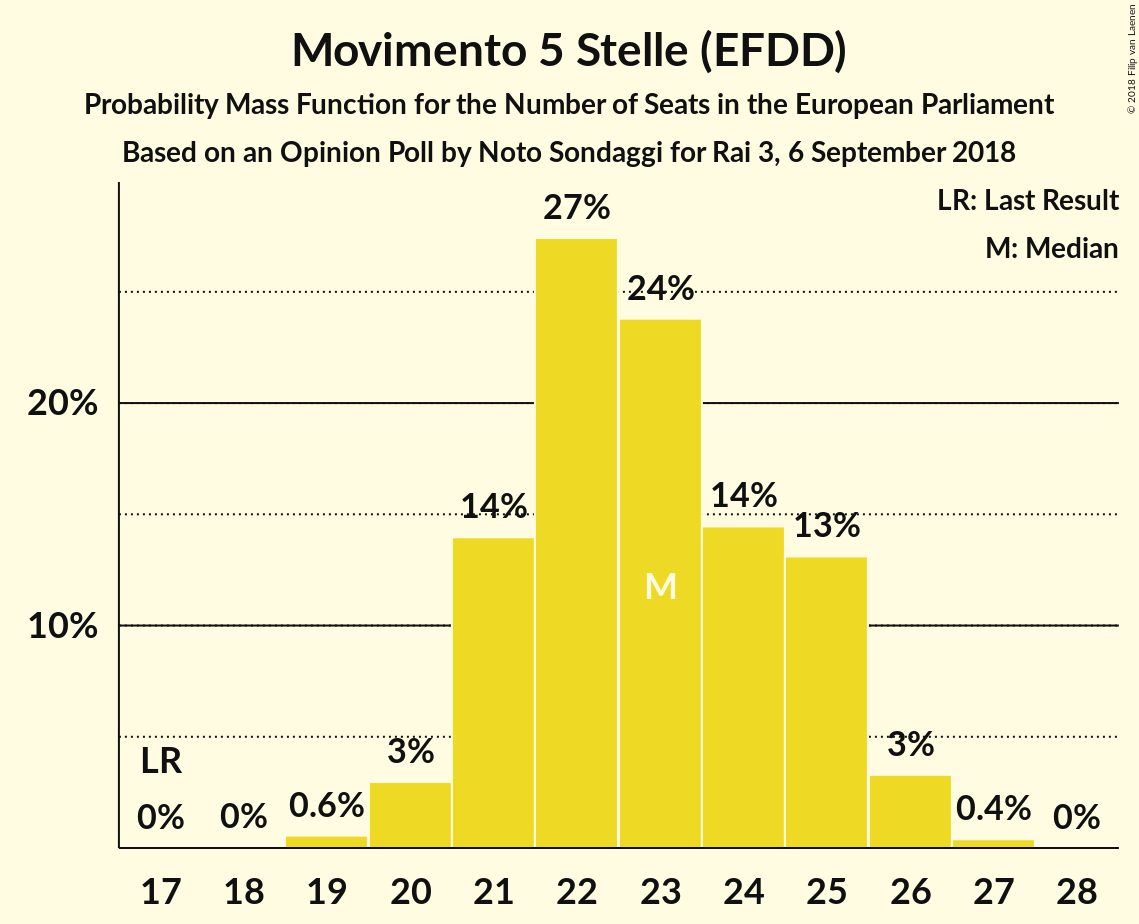 Movimento 5 Stelle (EFDD)
Probability Mass Function for the Number of Seats in the European Parliament
Based on an Opinion Poll by Noto Sondaggi for Rai 3, 6 September 2018
© 2018 Filip van Laenen
LR: Last Result
M: Median
27%
24%
20%
14%
14%
13%
M
10%
LR
3%
3%
0%
0%
0.6%
0.4%
0%
17 18 19 20 21 22 23 24 25 26 27 28